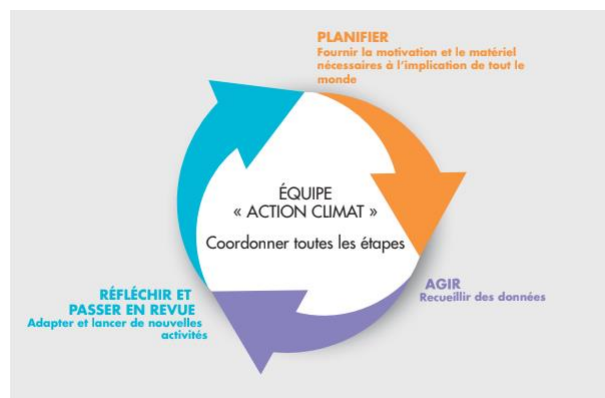 PLANIFIER
Fournir la motivation et le matériel
nécessaires à l'implication de tout le
monde
ÉQUIPE
« ACTION CLIMAT »
Coordonner toutes les étapes
AGIR
Recueillir des données
RÉFLÉCHIR ET
PASSER EN REVUE
Adapter et lancer de nouvelles
activités